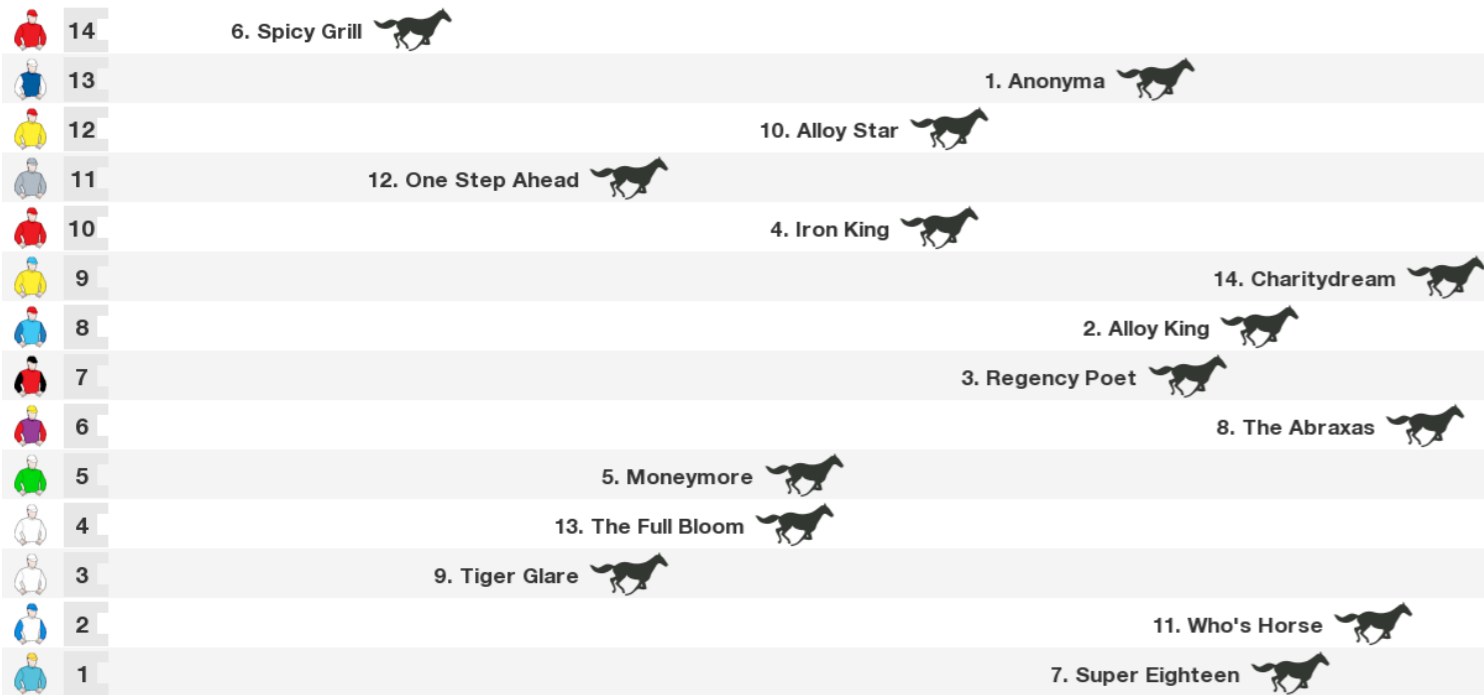 14 6. Spicy Grill
13 1. Anonyma
12 10. Alloy Star
11 12. One Step Ahead
10 4. Iron King
9 14. Charitydream
8 2. Alloy King
7 3. Regency Poet
6 8. The Abraxas
5 5. Moneymore
4 13. The Full Bloom
3 9. Tiger Glare
2 11. Who's Horse
1 7. Super Eighteen